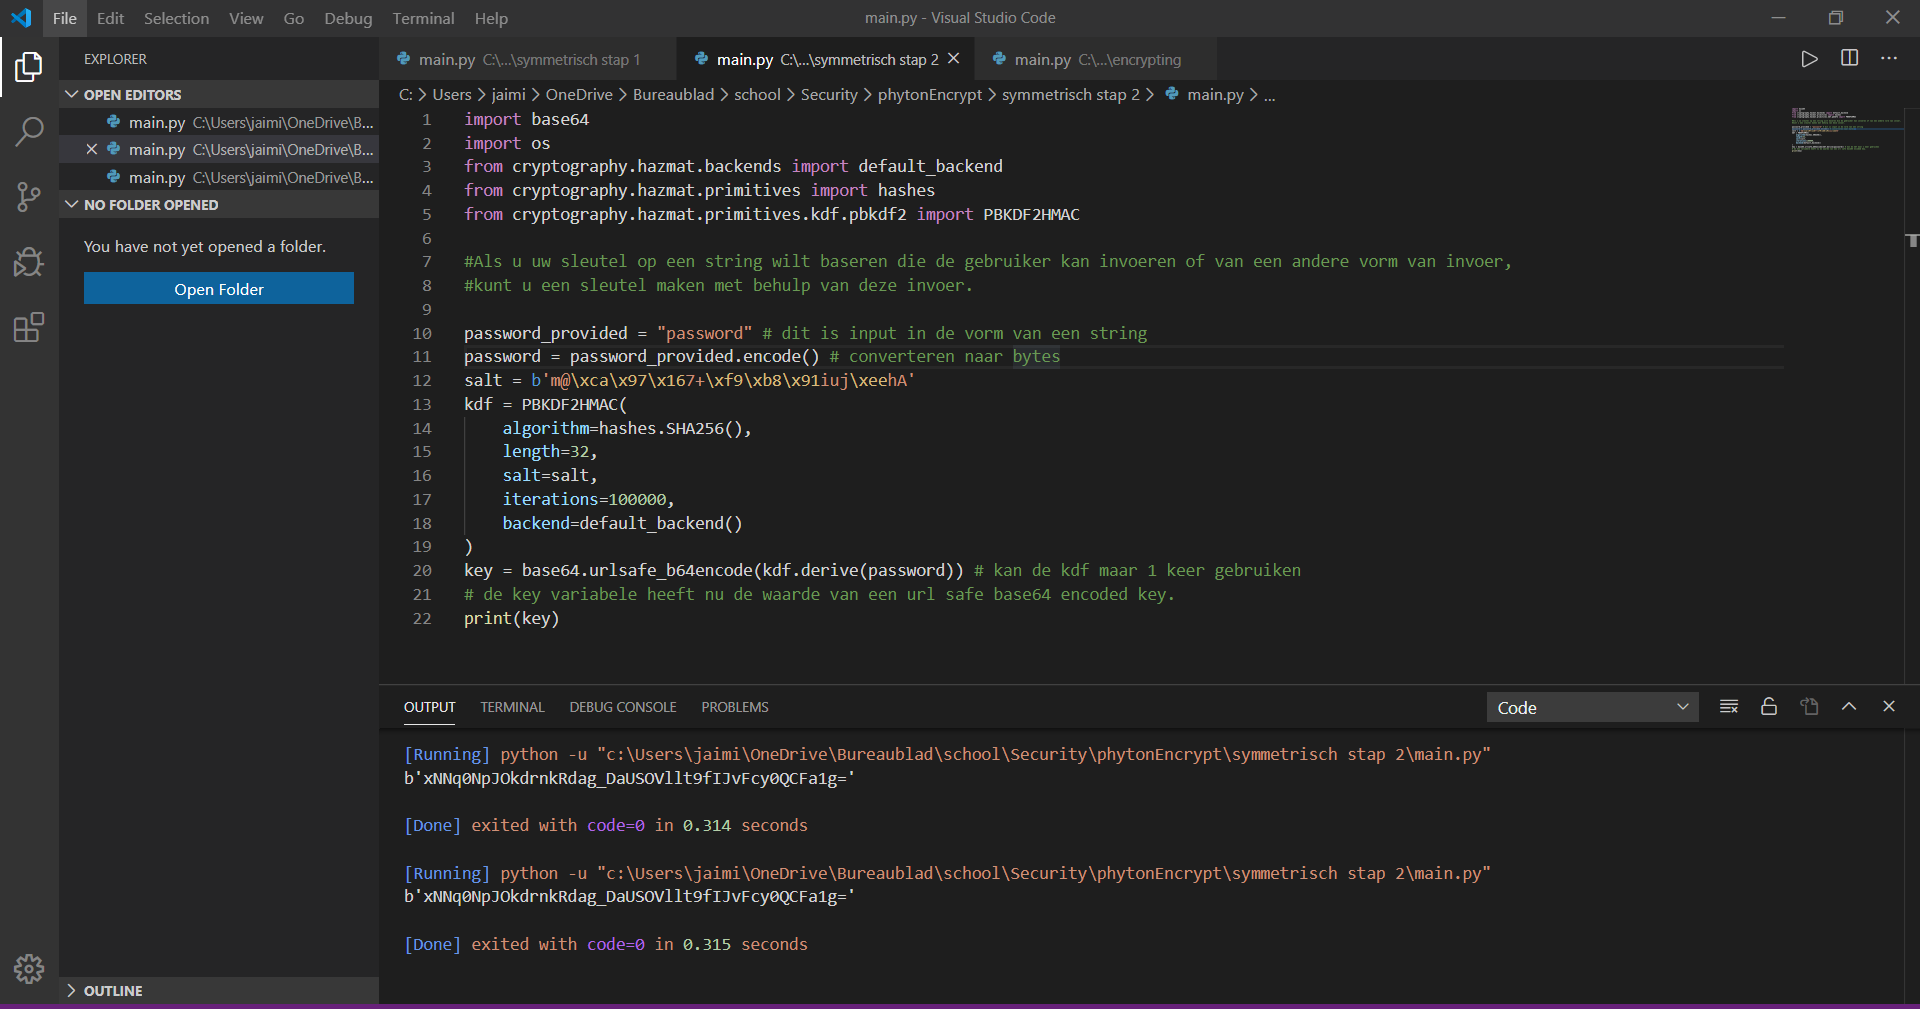 File Edit Selection View Go Debug Terminal Help
main.py - Visual Studio Code
EXPLORER
OPEN EDITORS
main.py C:\Users\jaimi\OneDrive\B...
main.py C:\Users\jaimi\OneDrive\B...
main.py C:\Users\jaimi\OneDrive\B...
NO FOLDER OPENED
You have not yet opened a folder.
Open Folder
OUTLINE
main.py C:\...\symmetrisch stap 1
main.py C:\...\symmetrisch stap 2
main.py C:\...\encrypting
C: > Users > jaimi > OneDrive > Bureaublad > school > Security > phytonEncrypt > symmetrisch stap 2 > main.py > ...
1 import base64
2 import os
3 from cryptography.hazmat.backends import default_backend
4 from cryptography.hazmat.primitives import hashes
5 from cryptography.hazmat.primitives.kdf.pbkdf2 import PBKDF2HMAC
6
7 #Als u uw sleutel op een string wilt baseren die de gebruiker kan invoeren of van een andere vorm van invoer,
8 #kunt u een sleutel maken met behulp van deze invoer.
9
10 password_provided = "password" # dit is input in de vorm van een string
11 password = password_provided.encode() # converteren naar bytes
12 salt = b'm@\xca\x97\x167+\xf9\xb8\x91iuj\xeehA'
13 kdf = PBKDF2HMAC(
14     algorithm=hashes.SHA256(),
15     length=32,
16     salt=salt,
17     iterations=100000,
18     backend=default_backend()
19 )
20 key = base64.urlsafe_b64encode(kdf.derive(password)) # kan de kdf maar 1 keer gebruiken
21 # de key variabele heeft nu de waarde van een url safe base64 encoded key.
22 print(key)
OUTPUT TERMINAL DEBUG CONSOLE PROBLEMS
Code
[Running] python -u "c:\Users\jaimi\OneDrive\Bureaublad\school\Security\phytonEncrypt\symmetrisch stap 2\main.py"
b'xNNq0NpJOkdrnkRdag_DaUSOVllt9fIJvFcy0QCFa1g='
[Done] exited with code=0 in 0.314 seconds
[Running] python -u "c:\Users\jaimi\OneDrive\Bureaublad\school\Security\phytonEncrypt\symmetrisch stap 2\main.py"
b'xNNq0NpJOkdrnkRdag_DaUSOVllt9fIJvFcy0QCFa1g='
[Done] exited with code=0 in 0.315 seconds